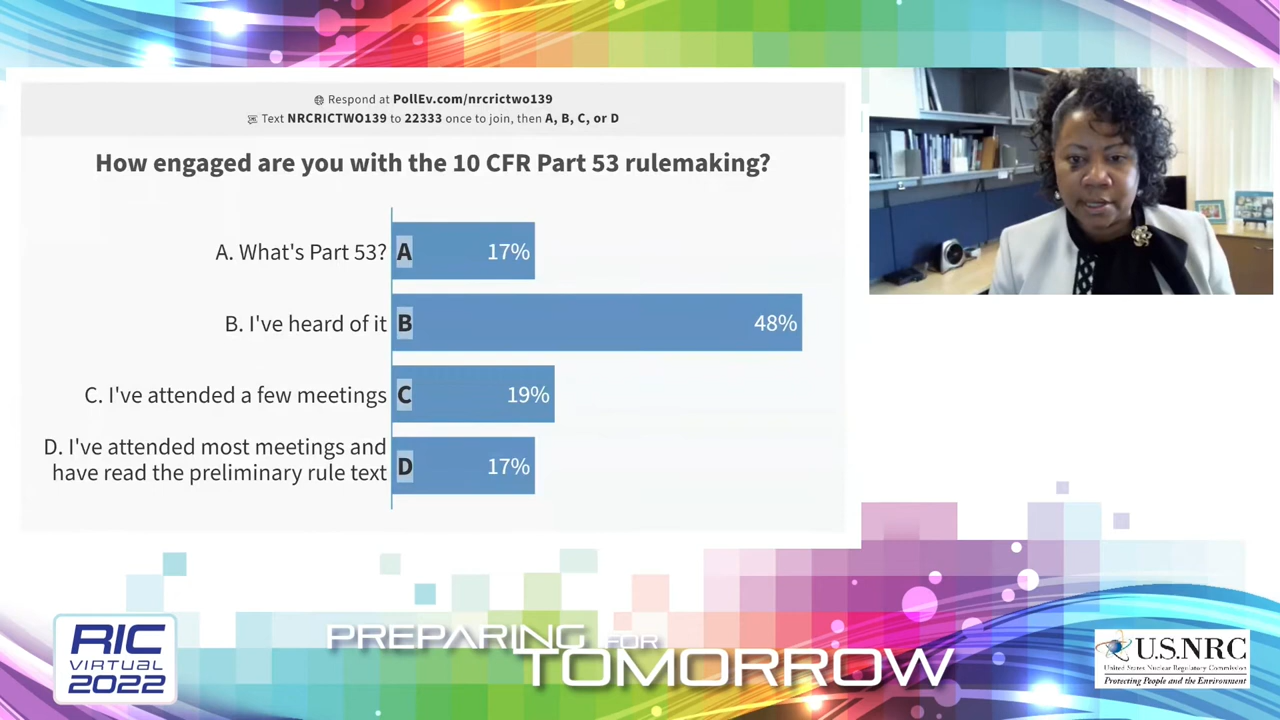 Respond at PollEv.com/nrcrictwo139
Text NRCRICTWO139 to 22333 once to join, then A, B, C, or D
How engaged are you with the 10 CFR Part 53 rulemaking?
A. What's Part 53? A 17%
B. I've heard of it B 48%
C. I've attended a few meetings C 19%
D. I've attended most meetings and
have read the preliminary rule text D 17%
RIC
VIRTUAL
2022
PREPARING FOR
TOMORROW
U.S.NRC
United States Nuclear Regulatory Commission
Protecting People and the Environment